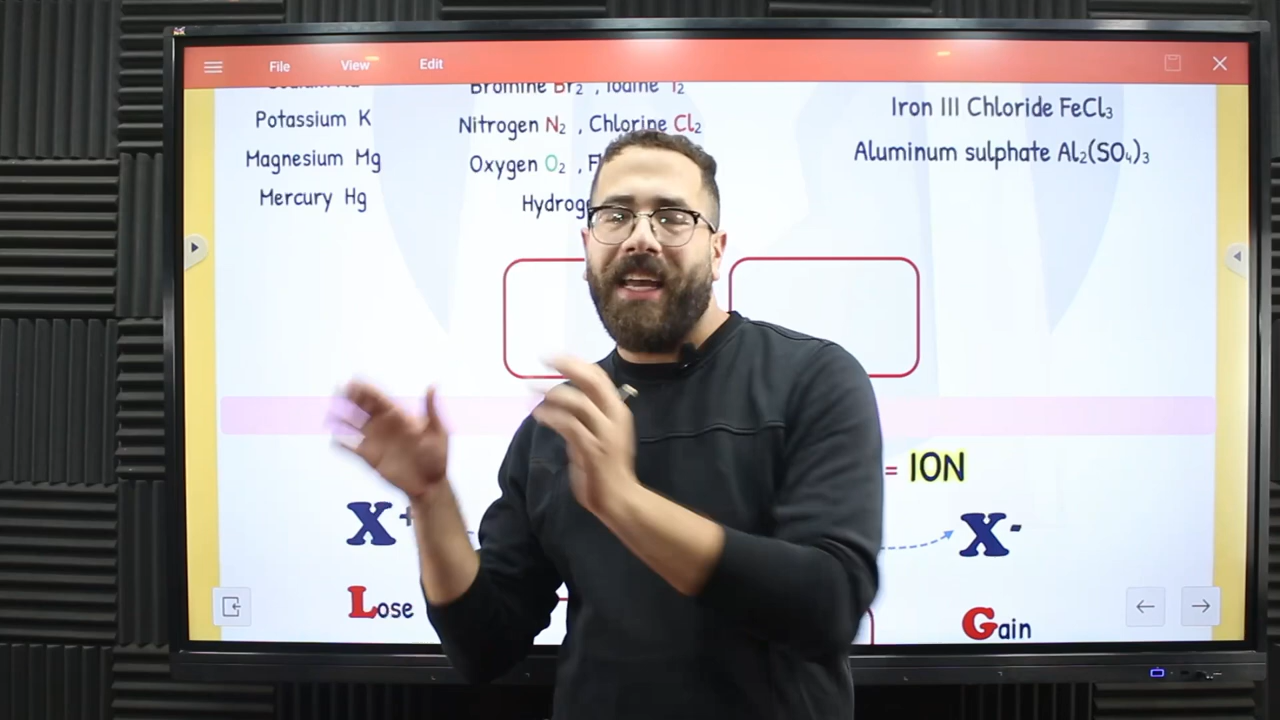 File View Edit
Potassium K
Magnesium Mg
Mercury Hg
Bromine Br₂ , Iodine I₂
Nitrogen N₂ , Chlorine Cl₂
Oxygen O₂ ,
Iron III Chloride FeCl₃
Aluminum sulphate Al₂(SO₄)₃
= ION
X+
X-
Lose
Gain